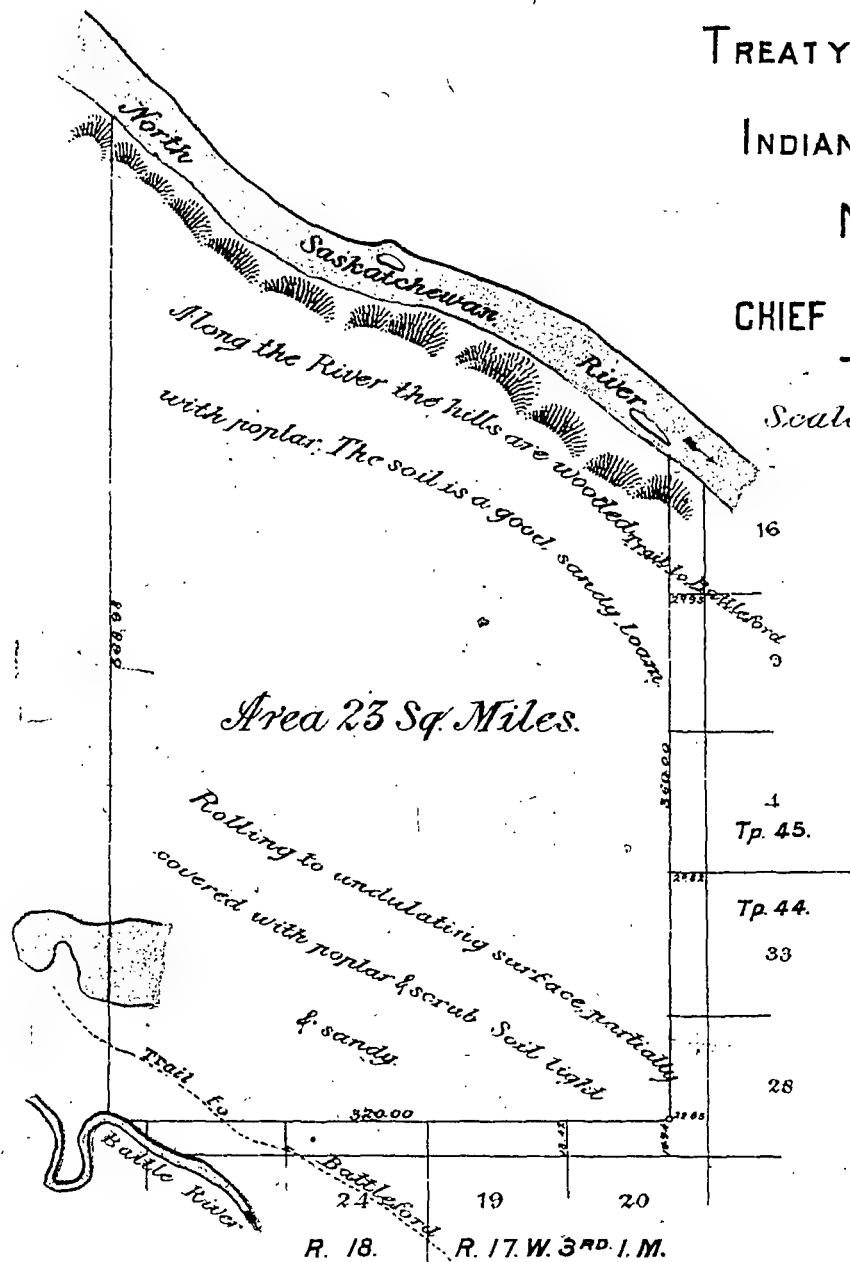 TREATY
INDIAN
N
CHIEF
Scale
North Saskatchewan River
Along the River the hills are wooded
with poplar. The soil is a good sandy loam.
Trail to Battleford
16
Area 23 Sq. Miles.
360.00
Tp. 45.
Tp. 44.
33
Rolling to undulating surface, partially
covered with poplar & scrub Soil light
& sandy.
28
Trail to Battleford
320.00
Battle River
24 19 20
R. 18. R. 17. W. 3RD. I. M.